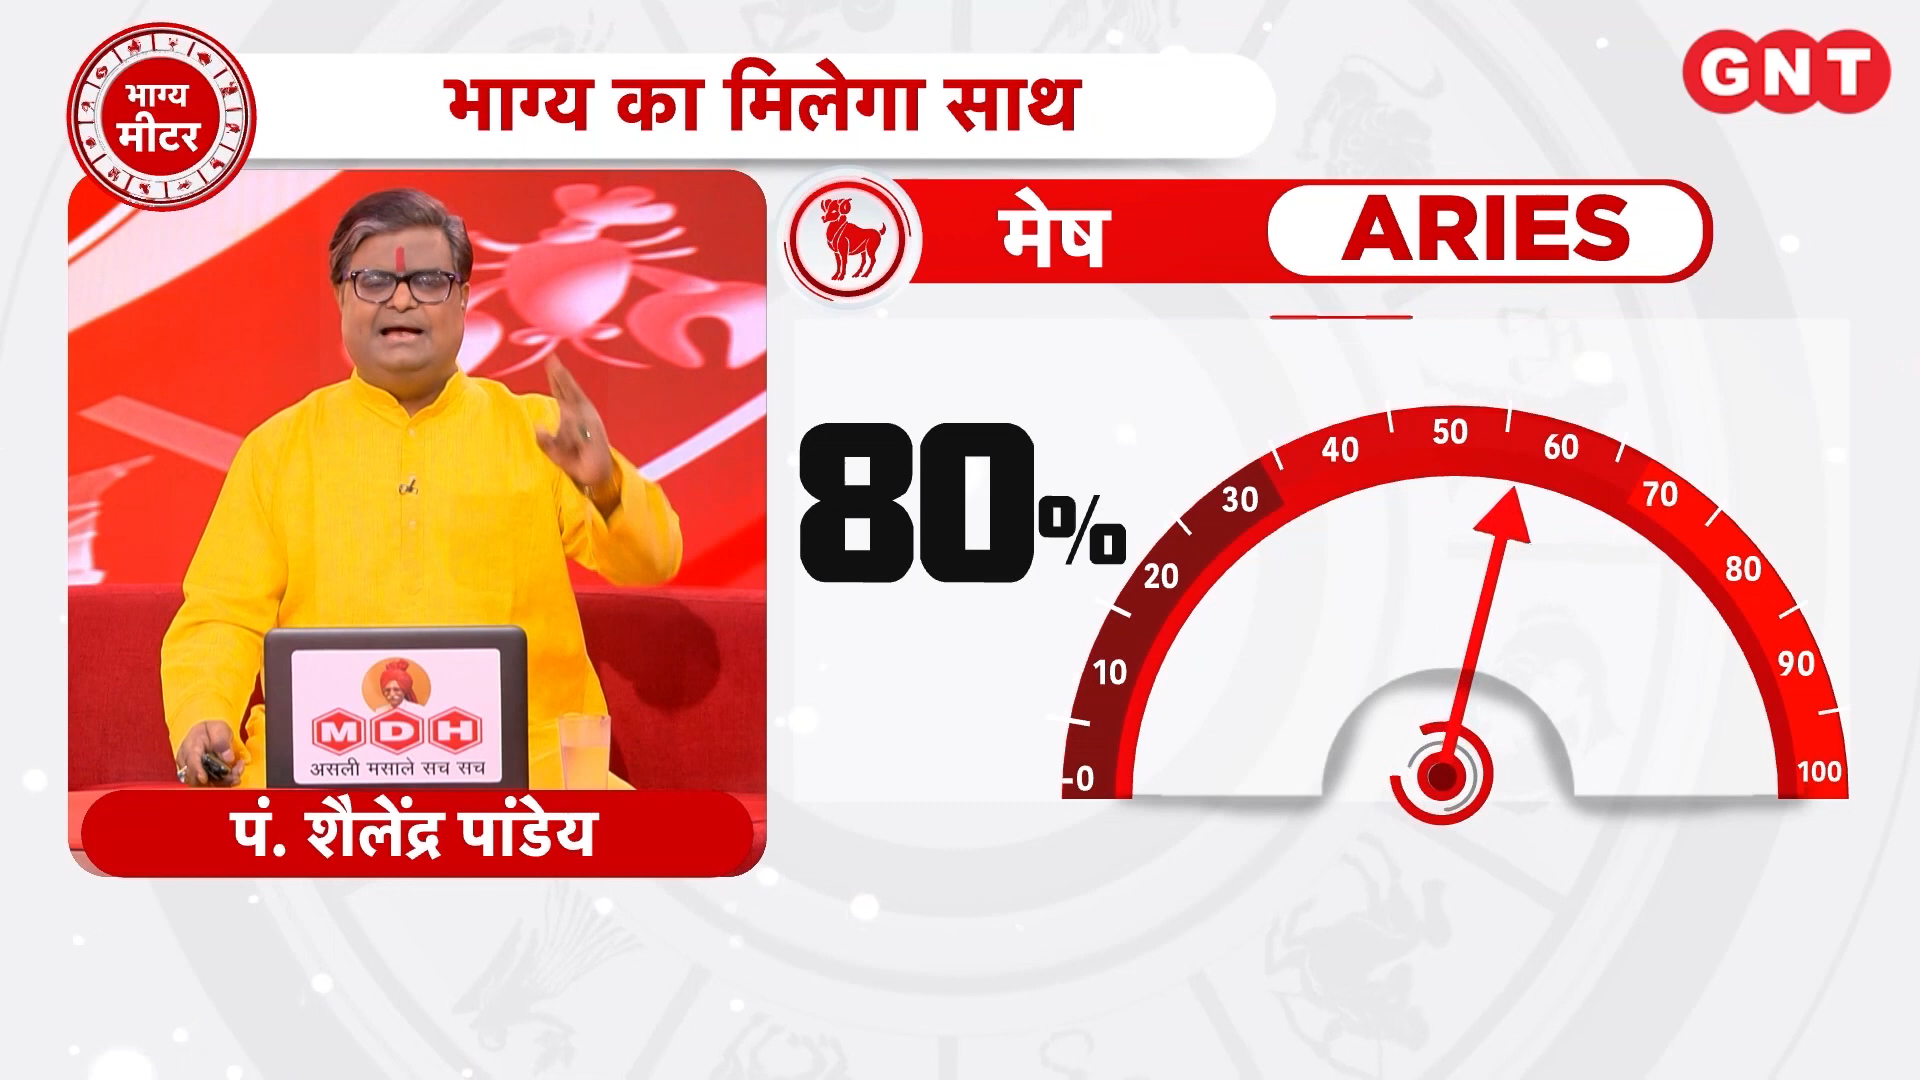 भाग्य
मीटर
भाग्य का मिलेगा साथ
GNT
मेष
ARIES
80%
0
10
20
30
40
50
60
70
80
90
100
MDH
असली मसाले सच सच
पं. शैलेंद्र पांडेय